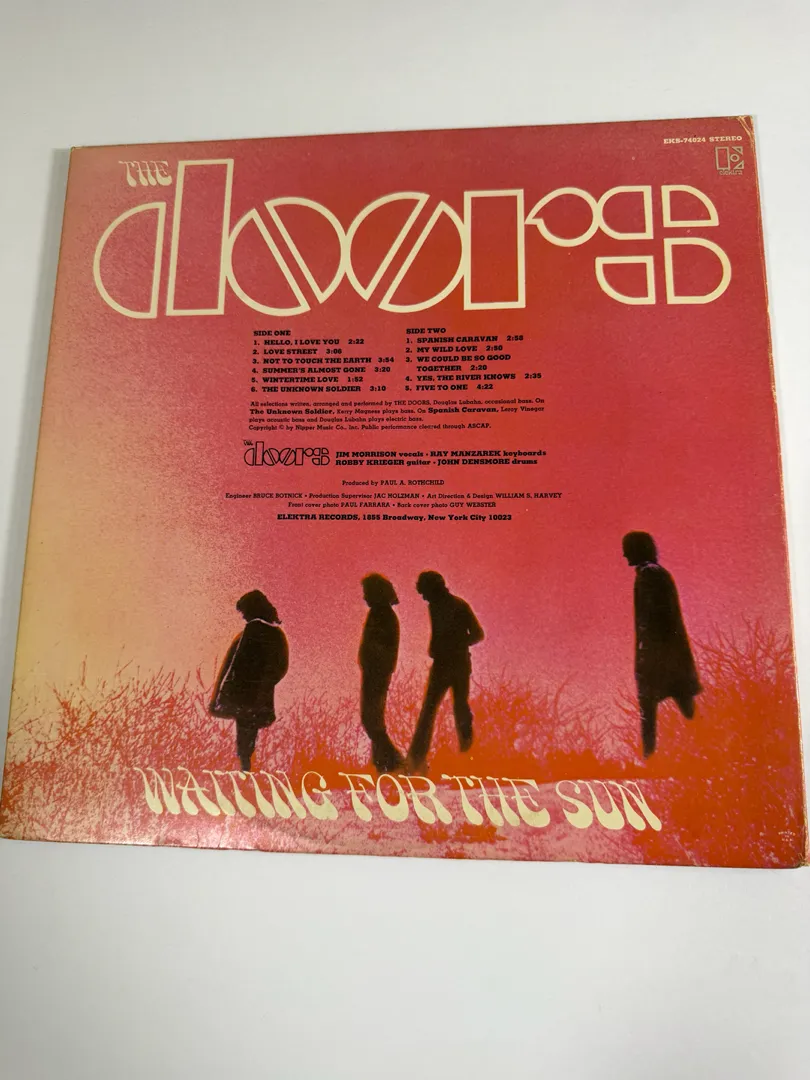 EKS-74024 STEREO
elektra
THE
doors
SIDE ONE
1. HELLO, I LOVE YOU 2:22
2. LOVE STREET 3:06
3. NOT TO TOUCH THE EARTH 3:54
4. SUMMER'S ALMOST GONE 3:20
5. WINTERTIME LOVE 1:52
6. THE UNKNOWN SOLDIER 3:10
SIDE TWO
1. SPANISH CARAVAN 2:58
2. MY WILD LOVE 2:50
3. WE COULD BE SO GOOD
TOGETHER 2:20
4. YES, THE RIVER KNOWS 2:35
5. FIVE TO ONE 4:22
All selections written, arranged and performed by THE DOORS. Douglas Lubahn, occasional bass. On
The Unknown Soldier, Kerry Magness plays bass. On Spanish Caravan, Leroy Vinegar
plays acoustic bass and Douglas Lubahn plays electric bass.
Copyright © by Nipper Music Co., Inc. Public performance cleared through ASCAP.
THE
doors
JIM MORRISON vocals • RAY MANZAREK keyboards
ROBBY KRIEGER guitar • JOHN DENSMORE drums
Produced by PAUL A. ROTHCHILD
Engineer BRUCE BOTNICK • Production Supervisor JAC HOLZMAN • Art Direction & Design WILLIAM S. HARVEY
Front cover photo PAUL FARRARA • Back cover photo GUY WEBSTER
ELEKTRA RECORDS, 1855 Broadway, New York City 10023
WAITING FOR THE SUN